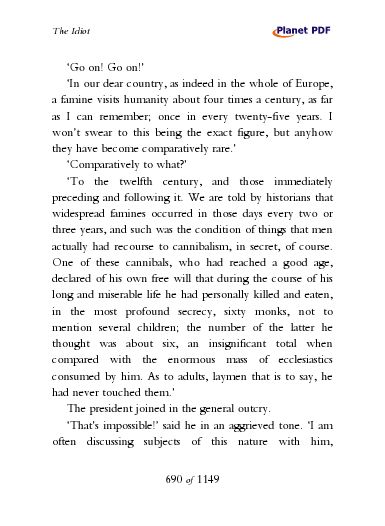 The Idiot
Planet PDF
‘Go on! Go on!’
‘In our dear country, as indeed in the whole of Europe,
a famine visits humanity about four times a century, as far
as I can remember; once in every twenty-five years. I
won’t swear to this being the exact figure, but anyhow
they have become comparatively rare.’
‘Comparatively to what?’
‘To the twelfth century, and those immediately
preceding and following it. We are told by historians that
widespread famines occurred in those days every two or
three years, and such was the condition of things that men
actually had recourse to cannibalism, in secret, of course.
One of these cannibals, who had reached a good age,
declared of his own free will that during the course of his
long and miserable life he had personally killed and eaten,
in the most profound secrecy, sixty monks, not to
mention several children; the number of the latter he
thought was about six, an insignificant total when
compared with the enormous mass of ecclesiastics
consumed by him. As to adults, laymen that is to say, he
had never touched them.’
The president joined in the general outcry.
‘That's impossible!’ said he in an aggrieved tone. ‘I am
often discussing subjects of this nature with him,
690 of 1149